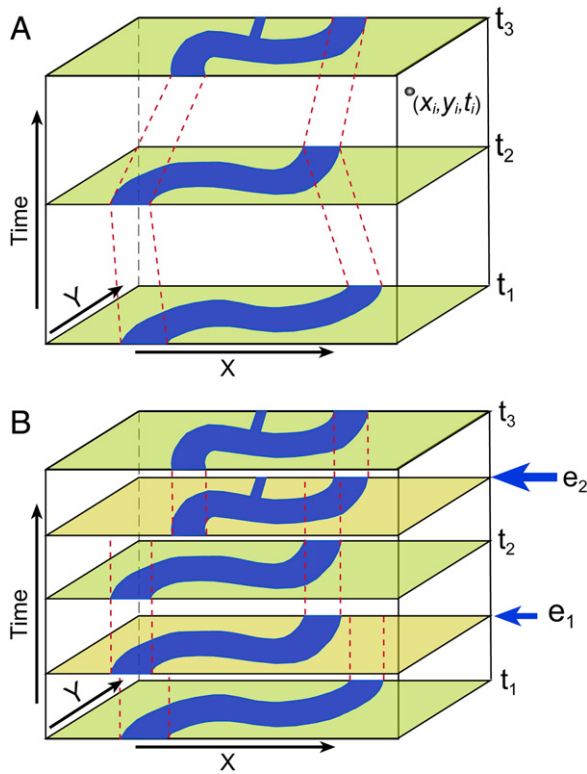 A
t₃
(xᵢ,yᵢ,tᵢ)
t₂
Time
Y
t₁
X
B
t₃
e₂
t₂
Time
e₁
Y
t₁
X